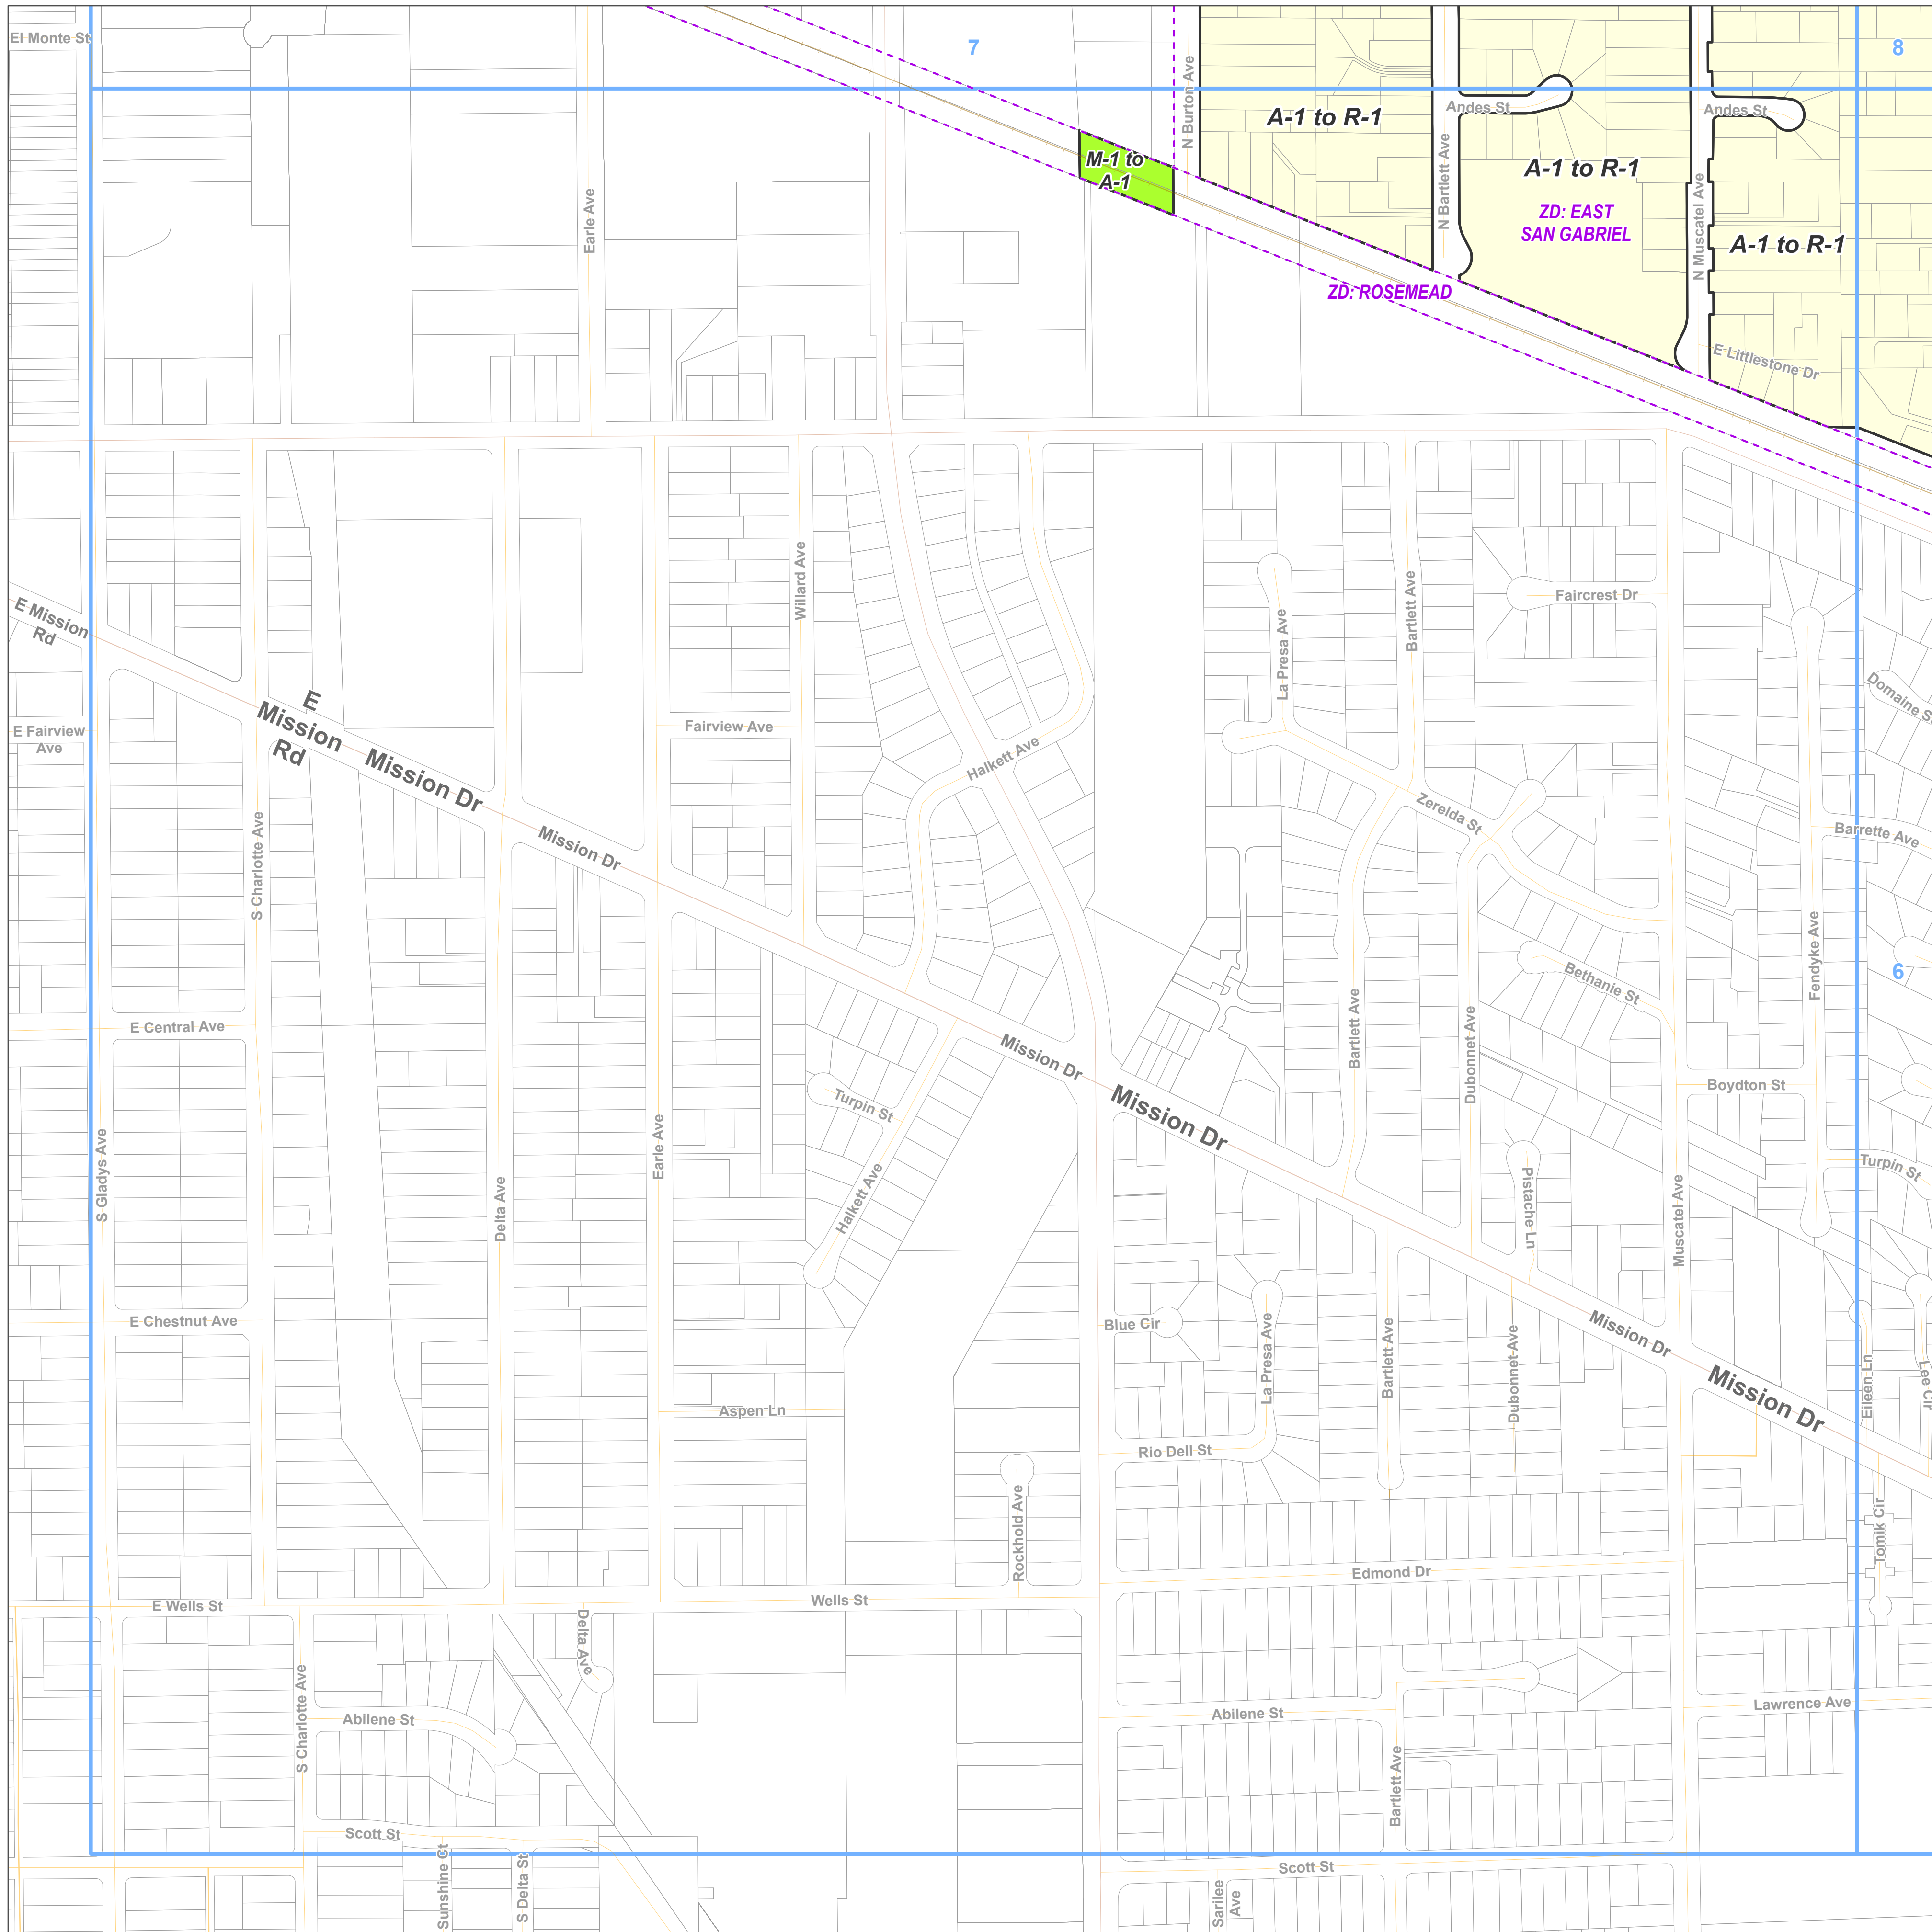 El Monte St
7
8
N Burton Ave
Andes St
Andes St
A-1 to R-1
M-1 to
A-1
N Bartlett Ave
A-1 to R-1
N Muscatel Ave
Earle Ave
ZD: EAST
SAN GABRIEL
A-1 to R-1
ZD: ROSEMEAD
E Littlestone Dr
Willard Ave
E Mission
Rd
Faircrest Dr
La Presa Ave
Bartlett Ave
E
Mission
Rd
E Fairview
Ave
Fairview Ave
Halkett Ave
Domaine S
Mission Dr
Zerelda St
Mission Dr
S Charlotte Ave
Barrette Ave
Fendyke Ave
6
Bethanie St
E Central Ave
Bartlett Ave
Dubonnet Ave
Mission Dr
Boydton St
Turpin St
Mission Dr
Earle Ave
S Gladys Ave
Turpin St
Halkett Ave
Delta Ave
Pistache Ln
Muscatel Ave
E Chestnut Ave
Blue Cir
Mission Dr
La Presa Ave
Bartlett Ave
Dubonnet Ave
Eileen Ln
Lee Cir
Mission Dr
Aspen Ln
Rio Dell St
Rockhold Ave
Tomik Cir
Edmond Dr
E Wells St
Wells St
Delta Ave
S Charlotte Ave
Abilene St
Abilene St
Lawrence Ave
Bartlett Ave
Scott St
Sunshine Ct
S Delta St
Scott St
Sarilee
Ave